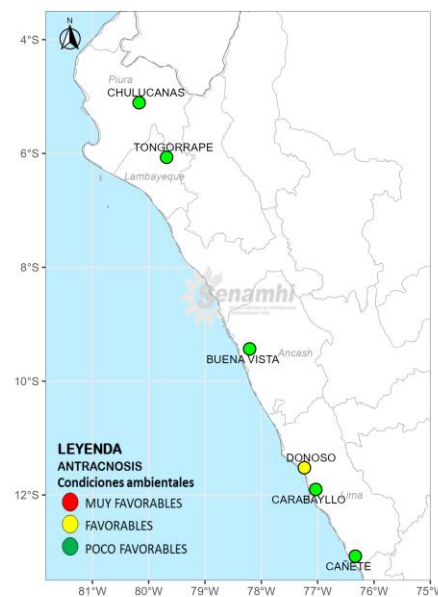 N
4°S
Piura
CHULUCANAS
TONGORRAPE
6°S
Lambayeque
8°S
Senamhi
BUENA VISTA
Ancash
10°S
LEYENDA
ANTRACNOSIS
Condiciones ambientales
MUY FAVORABLES
FAVORABLES
POCO FAVORABLES
DONOSO
12°S
CARABAYLLO
Lima
CAÑETE
81°W 80°W 79°W 78°W 77°W 76°W 75°W